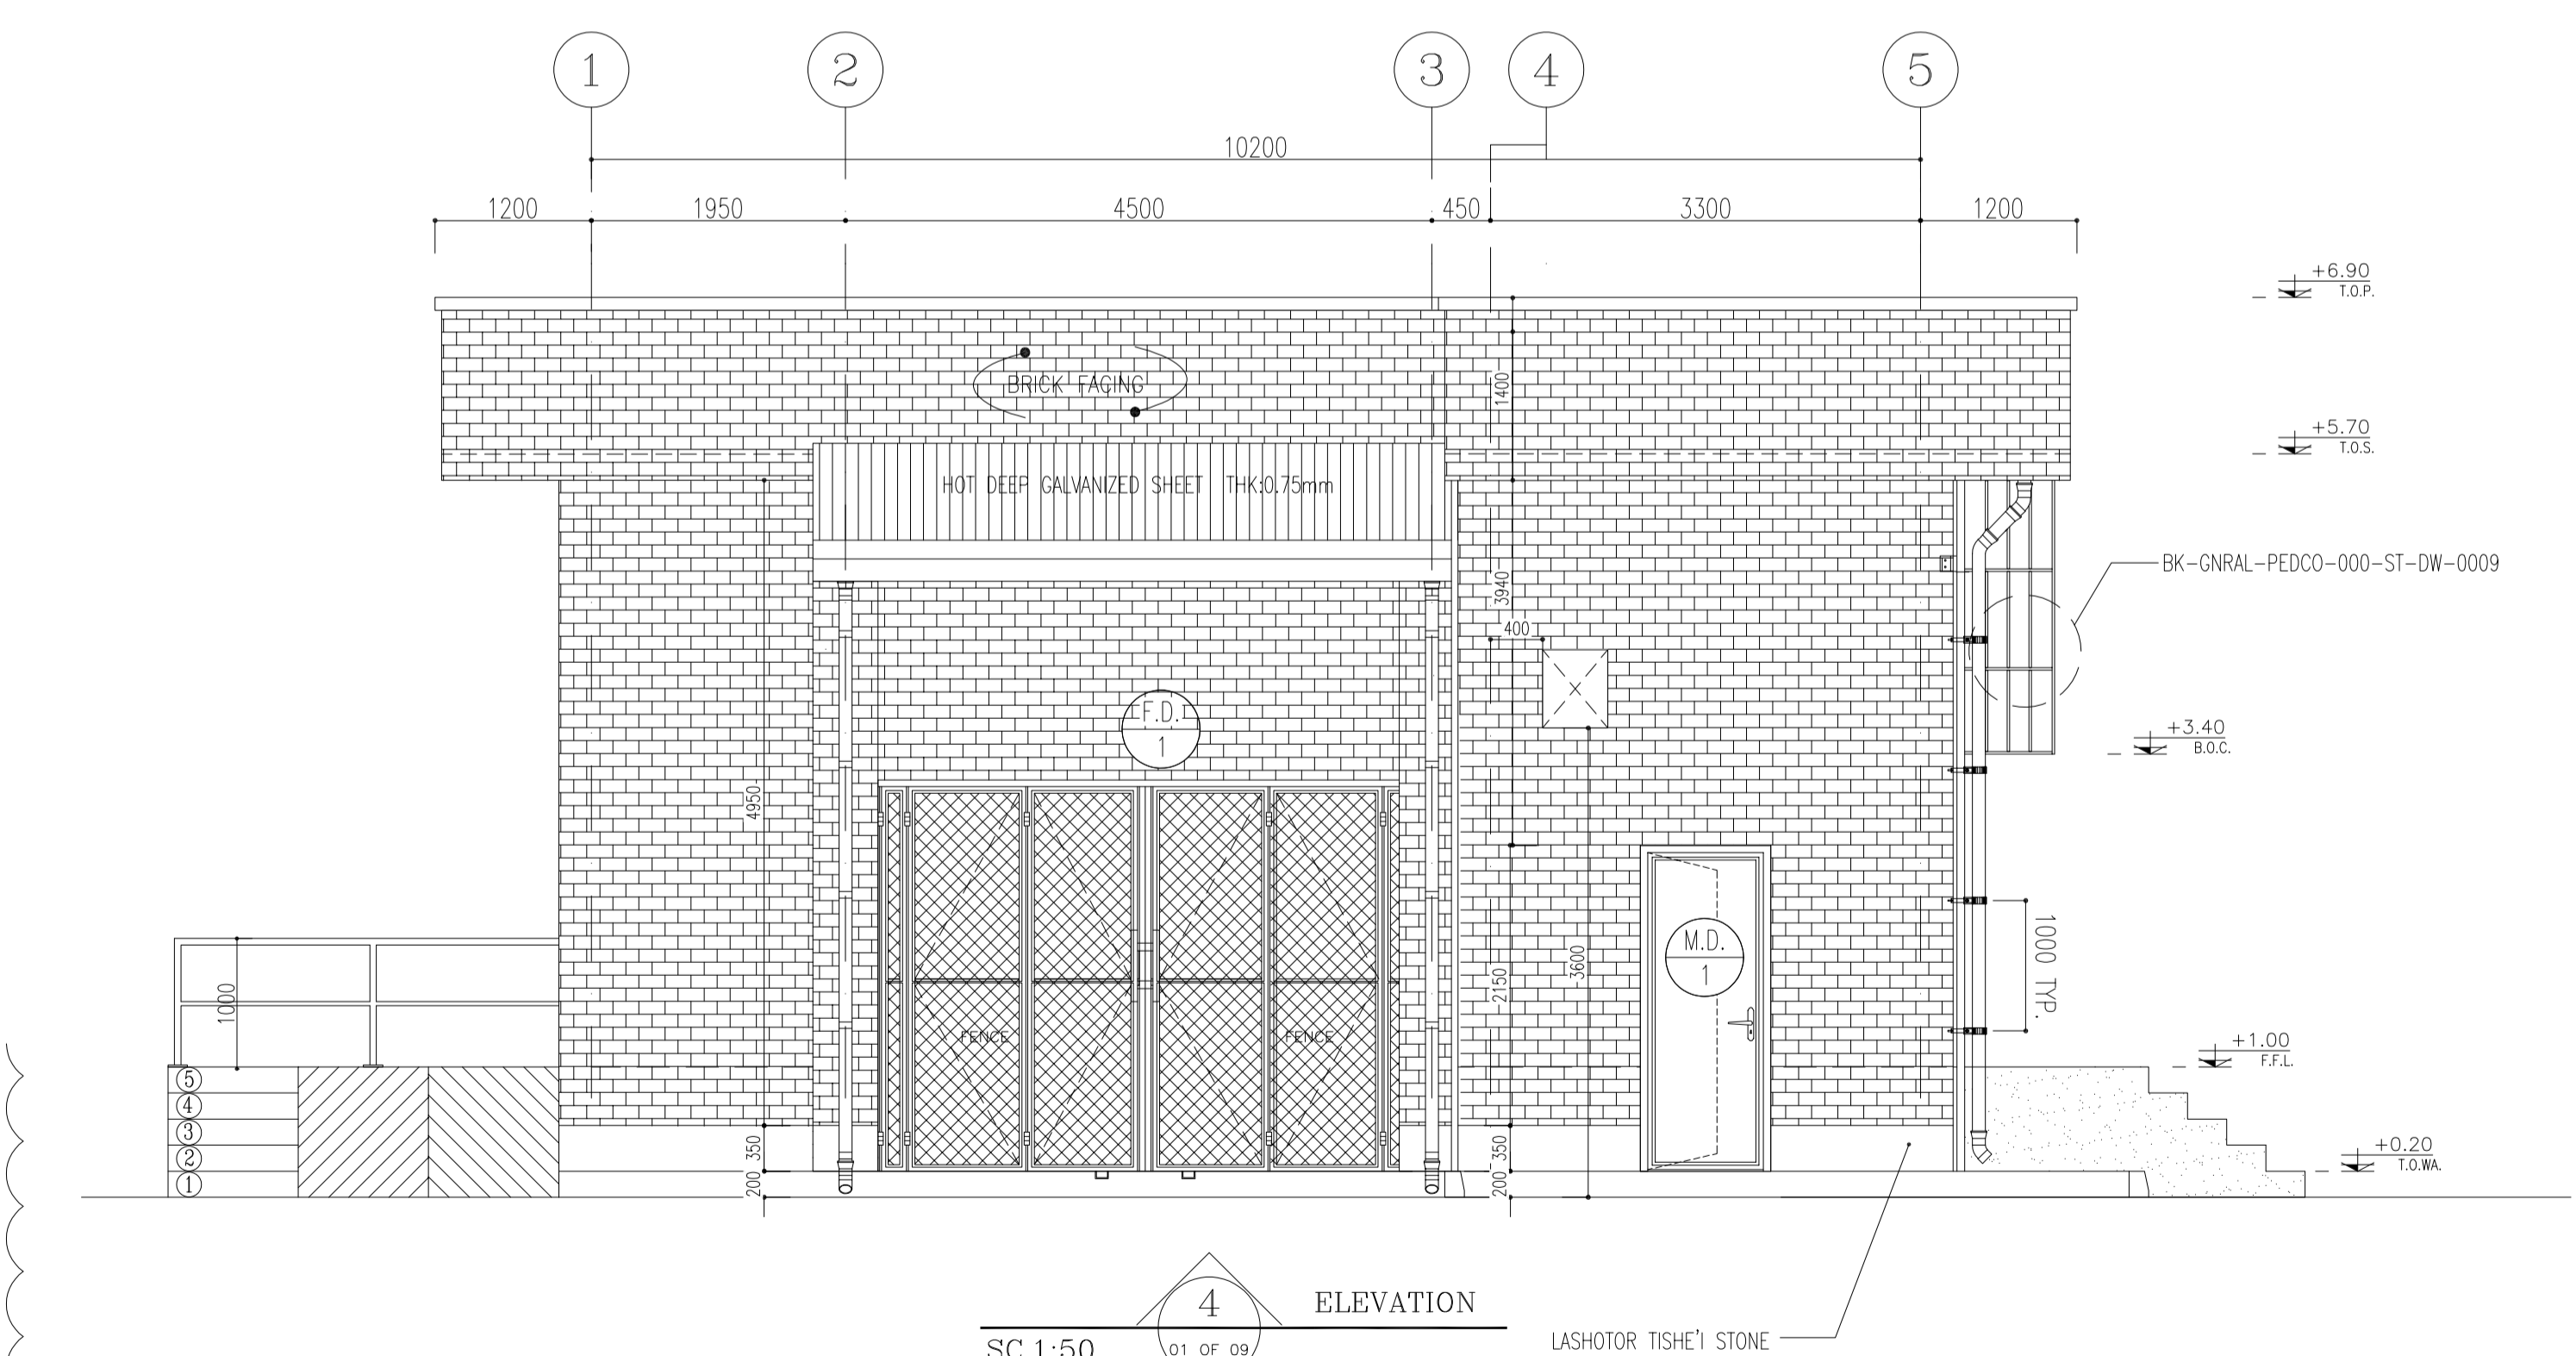 1 2 3 4 5
10200
1200 1950 4500 450 3300 1200
+6.90
T.O.P.
BRICK FACING
1400
+5.70
T.O.S.
HOT DEEP GALVANIZED SHEET THK:0.75mm
BK-GNRAL-PEDCO-000-ST-DW-0009
3940
400
F.D.
1
+3.40
B.O.C.
4950
M.D.
1
3600
2150
1000 TYP.
1000
FENCE FENCE
+1.00
F.F.L.
5
4
3
2
1
350
200
350
200
+0.20
T.O.WA.
4
ELEVATION
SC 1:50
01 OF 09
LASHOTOR TISHE'I STONE